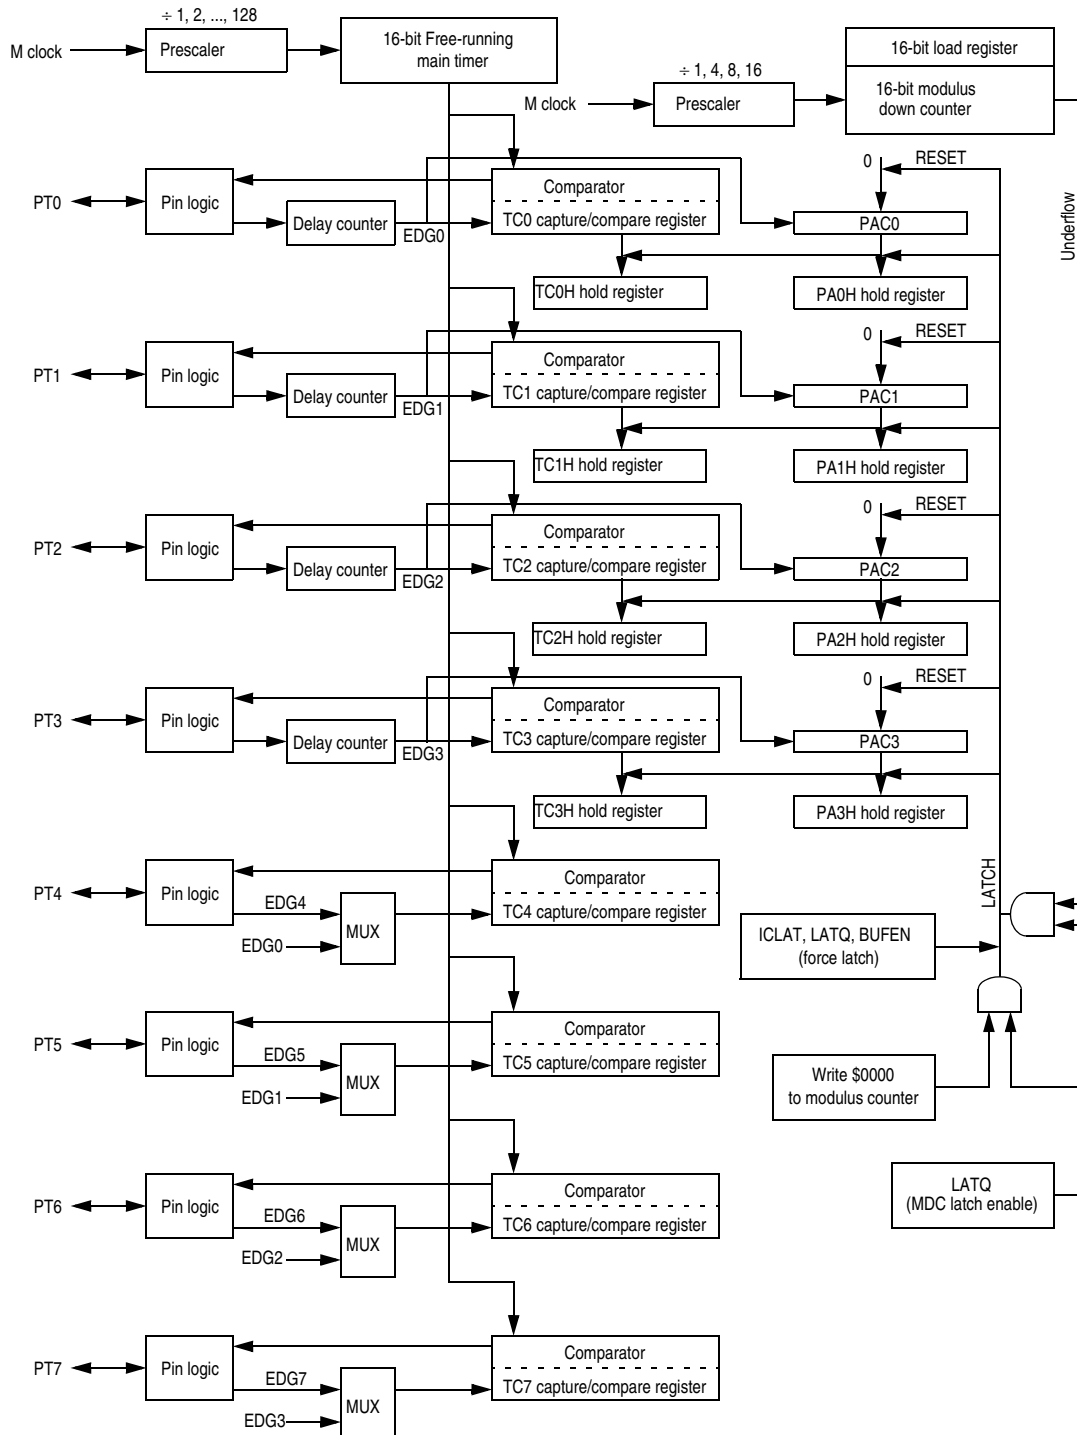 ÷ 1, 2, ..., 128
M clock
Prescaler
16-bit Free-running
main timer
16-bit load register
16-bit modulus
down counter
÷ 1, 4, 8, 16
M clock
Prescaler
Underflow
PT0
Pin logic
Delay counter
EDG0
Comparator
TC0 capture/compare register
0
RESET
PAC0
TC0H hold register
PA0H hold register
PT1
Pin logic
Delay counter
EDG1
Comparator
TC1 capture/compare register
0
RESET
PAC1
TC1H hold register
PA1H hold register
PT2
Pin logic
Delay counter
EDG2
Comparator
TC2 capture/compare register
0
RESET
PAC2
TC2H hold register
PA2H hold register
PT3
Pin logic
Delay counter
EDG3
Comparator
TC3 capture/compare register
0
RESET
PAC3
TC3H hold register
PA3H hold register
PT4
Pin logic
EDG4
EDG0
MUX
Comparator
TC4 capture/compare register
LATCH
ICLAT, LATQ, BUFEN
(force latch)
PT5
Pin logic
EDG5
EDG1
MUX
Comparator
TC5 capture/compare register
Write $0000
to modulus counter
PT6
Pin logic
EDG6
EDG2
MUX
Comparator
TC6 capture/compare register
LATQ
(MDC latch enable)
PT7
Pin logic
EDG7
EDG3
MUX
Comparator
TC7 capture/compare register